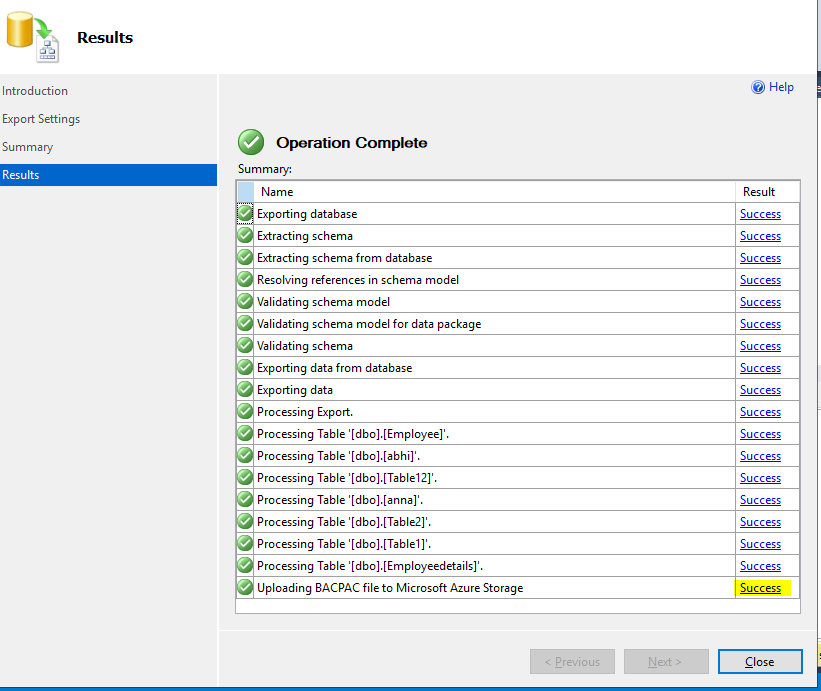 Results
Introduction
Export Settings
Summary
Results
Help
Operation Complete
Summary:
Name Result
Exporting database Success
Extracting schema Success
Extracting schema from database Success
Resolving references in schema model Success
Validating schema model Success
Validating schema model for data package Success
Validating schema Success
Exporting data from database Success
Exporting data Success
Processing Export. Success
Processing Table '[dbo].[Employee]'. Success
Processing Table '[dbo].[abhi]'. Success
Processing Table '[dbo].[Table12]'. Success
Processing Table '[dbo].[anna]'. Success
Processing Table '[dbo].[Table2]'. Success
Processing Table '[dbo].[Table1]'. Success
Processing Table '[dbo].[Employeedetails]'. Success
Uploading BACPAC file to Microsoft Azure Storage Success
< Previous Next > Close